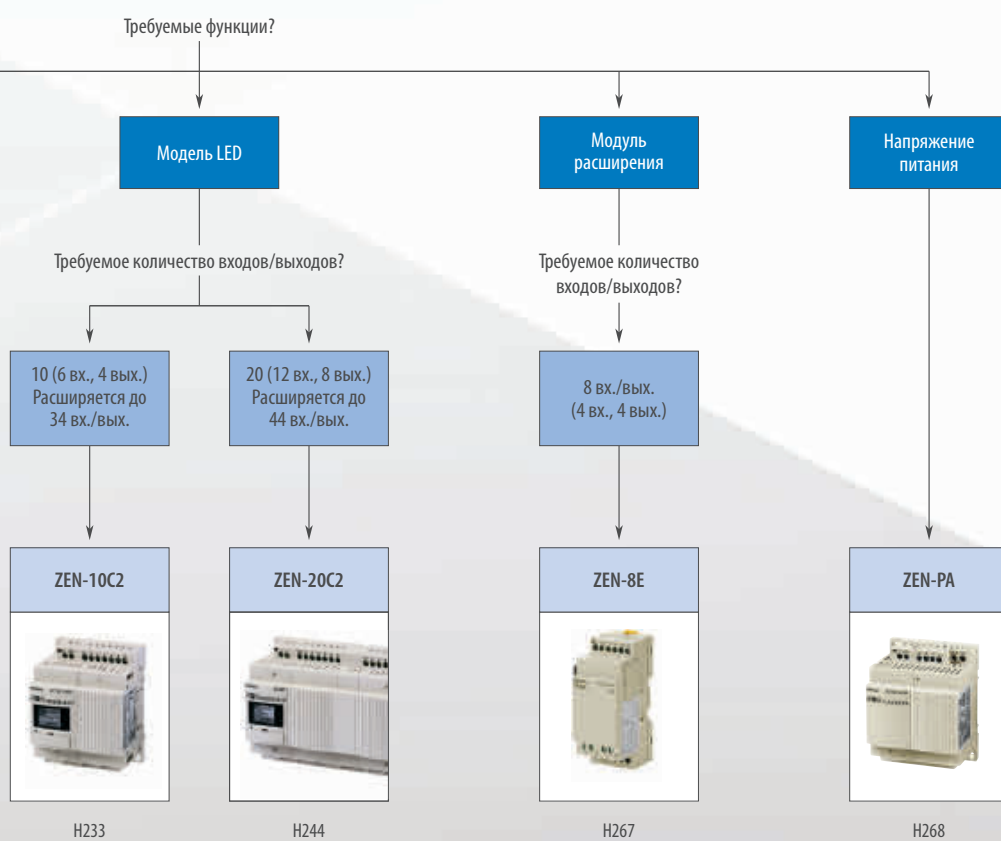 Требуемые функции?
Модель LED
Модуль
расширения
Напряжение
питания
Требуемое количество входов/выходов?
Требуемое количество
входов/выходов?
10 (6 вх., 4 вых.)
Расширяется до
34 вх./вых.
20 (12 вх., 8 вых.)
Расширяется до
44 вх./вых.
8 вх./вых.
(4 вх., 4 вых.)
ZEN-10C2
ZEN-20C2
ZEN-8E
ZEN-PA
H233
H244
H267
H268